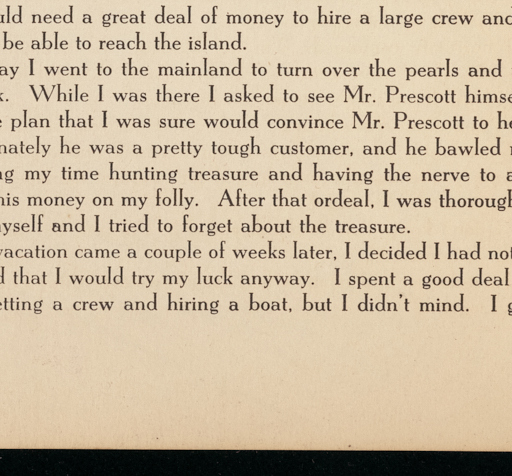 uld need a great deal of money to hire a large crew and
be able to reach the island.
ay I went to the mainland to turn over the pearls and
k. While I was there I asked to see Mr. Prescott himse
e plan that I was sure would convince Mr. Prescott to he
nately he was a pretty tough customer, and he bawled
ng my time hunting treasure and having the nerve to a
his money on my folly. After that ordeal, I was thorough
yself and I tried to forget about the treasure.
vacation came a couple of weeks later, I decided I had not
d that I would try my luck anyway. I spent a good deal
etting a crew and hiring a boat, but I didn't mind. I g